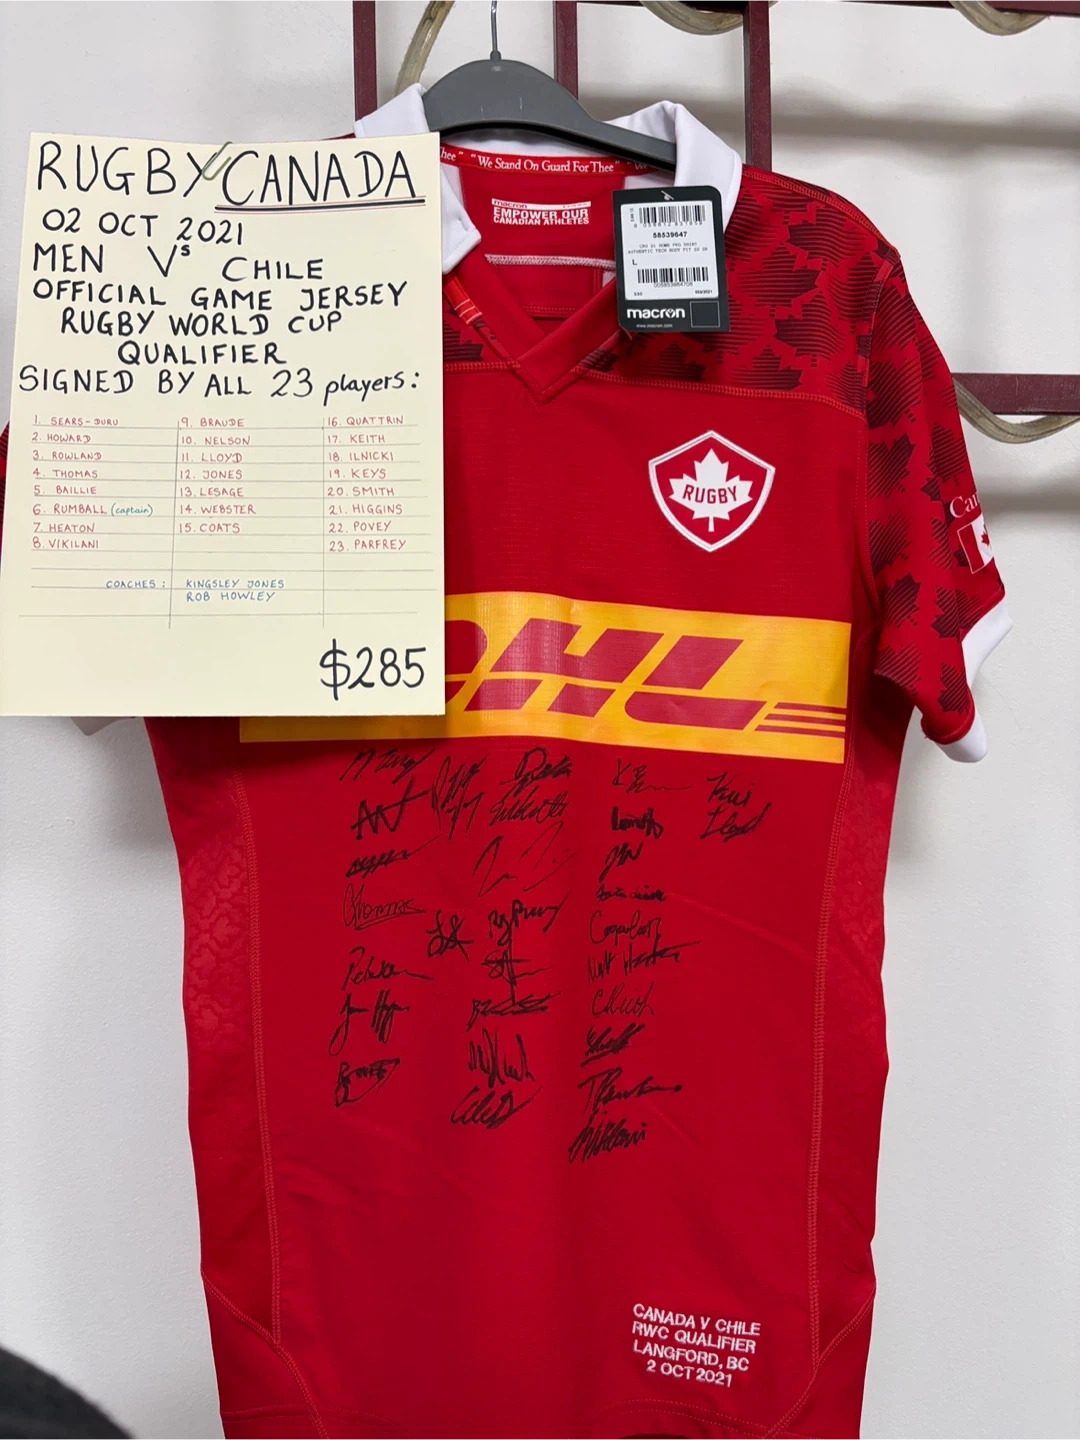 RUGBY CANADA
02 OCT 2021
MEN Vs CHILE
OFFICIAL GAME JERSEY
RUGBY WORLD CUP
QUALIFIER
SIGNED BY ALL 23 players:
1. SEARS-DURU
2. HOWARD
3. ROWLAND
4. THOMAS
5. BAILLIE
6. RUMBALL (captain)
7. HEATON
8. VIKILANI
9. BRAUDE
10. NELSON
11. LLOYD
12. JONES
13. LESAGE
14. WEBSTER
15. COATS
16. QUATTRIN
17. KEITH
18. ILNICKI
19. KEYS
20. SMITH
21. HIGGINS
22. POVEY
23. PARFREY
COACHES: KINGSLEY JONES
ROB HOWLEY
$285
hee" "We Stand On Guard For Thee" "We
macron
EMPOWER OUR
CANADIAN ATHLETES
58539647
L
macron
RUGBY
Can
DHL
Kiri
Lloyd
CANADA V CHILE
RWC QUALIFIER
LANGFORD, BC
2 OCT 2021